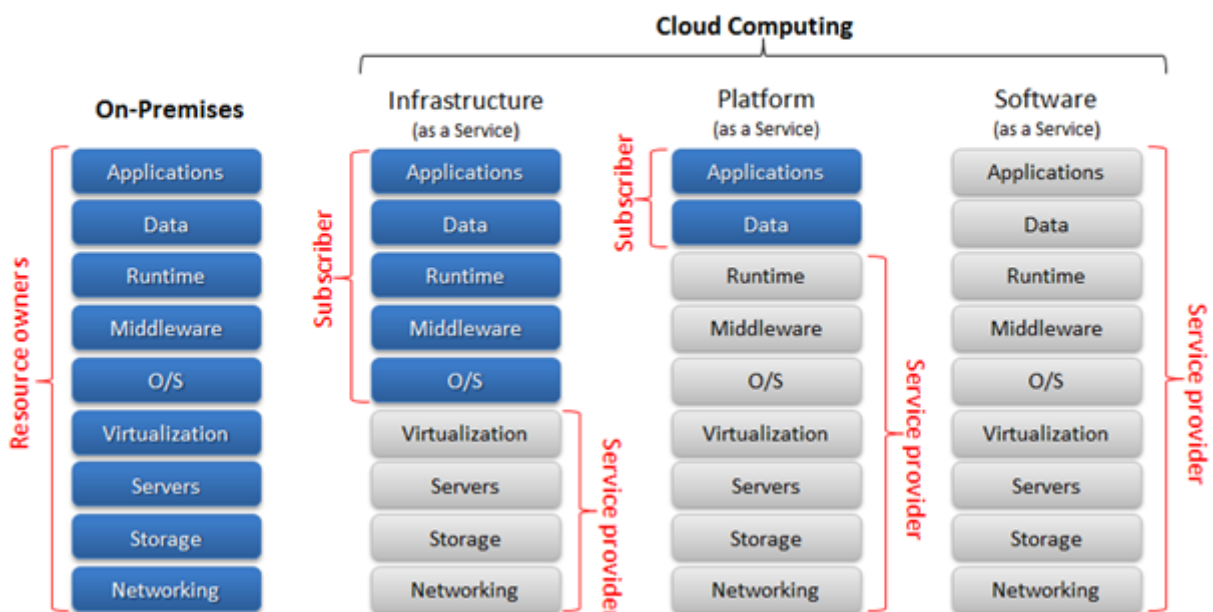 Cloud Computing
On-Premises
Infrastructure
(as a Service)
Platform
(as a Service)
Software
(as a Service)
Resource owners
Applications
Data
Runtime
Middleware
O/S
Virtualization
Servers
Storage
Networking
Subscriber
Applications
Data
Runtime
Middleware
O/S
Virtualization
Servers
Storage
Networking
Service provider
Subscriber
Applications
Data
Runtime
Middleware
O/S
Virtualization
Servers
Storage
Networking
Service provider
Applications
Data
Runtime
Middleware
O/S
Virtualization
Servers
Storage
Networking
Service provider